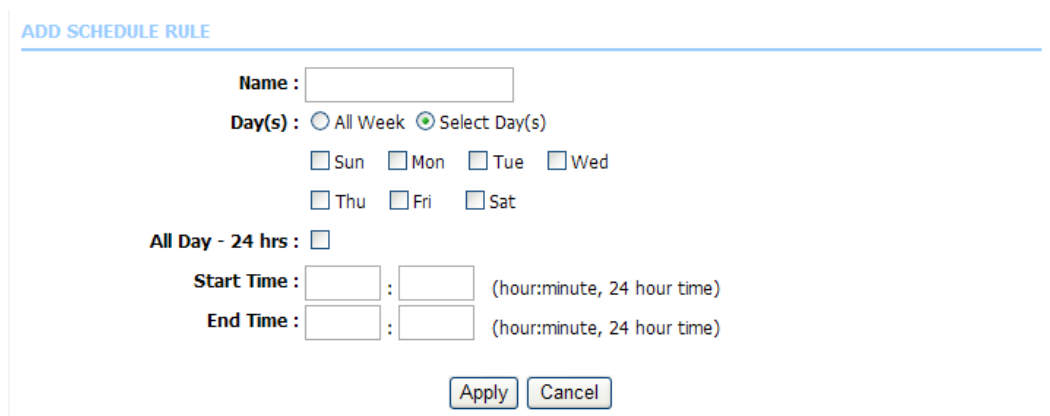 ADD SCHEDULE RULE
Name :
Day(s) : All Week Select Day(s)
Sun Mon Tue Wed
Thu Fri Sat
All Day - 24 hrs :
Start Time : : (hour:minute, 24 hour time)
End Time : : (hour:minute, 24 hour time)
Apply Cancel